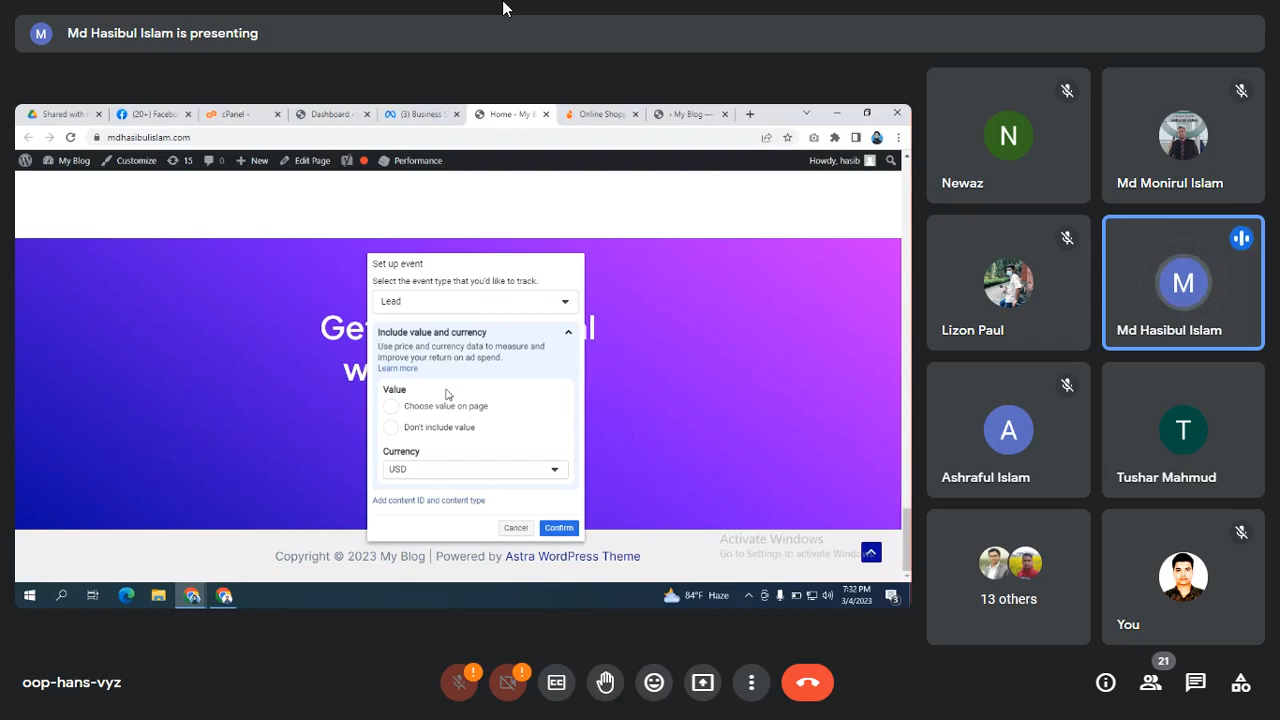 M
Md Hasibul Islam is presenting
Shared with
(20+) Facebo
cPanel -
Dashboard
(3) Business
Home - My B
Online Shop
‹ My Blog —
mdhasibulislam.com
My Blog
Customize
15
0
New
Edit Page
Performance
Howdy, hasib
Set up event
Select the event type that you'd like to track.
Lead
Include value and currency
Use price and currency data to measure and
improve your return on ad spend.
Learn more
Value
Choose value on page
Don't include value
Currency
USD
Add content ID and content type
Cancel
Confirm
Ge
al
w
Activate Windows
Go to Settings to activate Windows.
Copyright © 2023 My Blog | Powered by Astra WordPress Theme
84°F Haze
7:32 PM
3/4/2023
3
N
Newaz
Md Monirul Islam
Lizon Paul
M
Md Hasibul Islam
A
Ashraful Islam
T
Tushar Mahmud
13 others
You
oop-hans-vyz
21